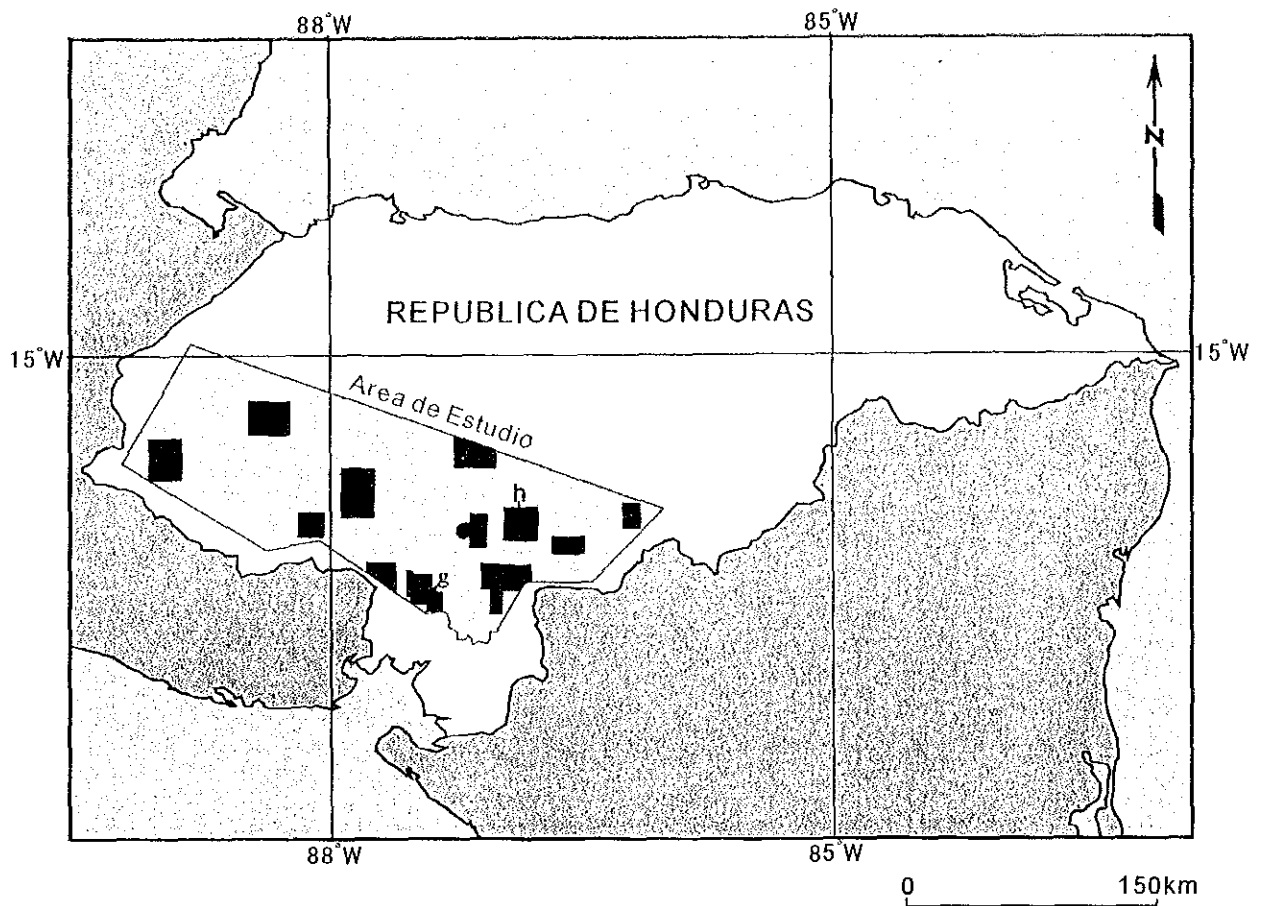 88°W 85°W
N
REPUBLICA DE HONDURAS
15°W 15°W
Area de Estudio
h
g
88°W 85°W
0 150km